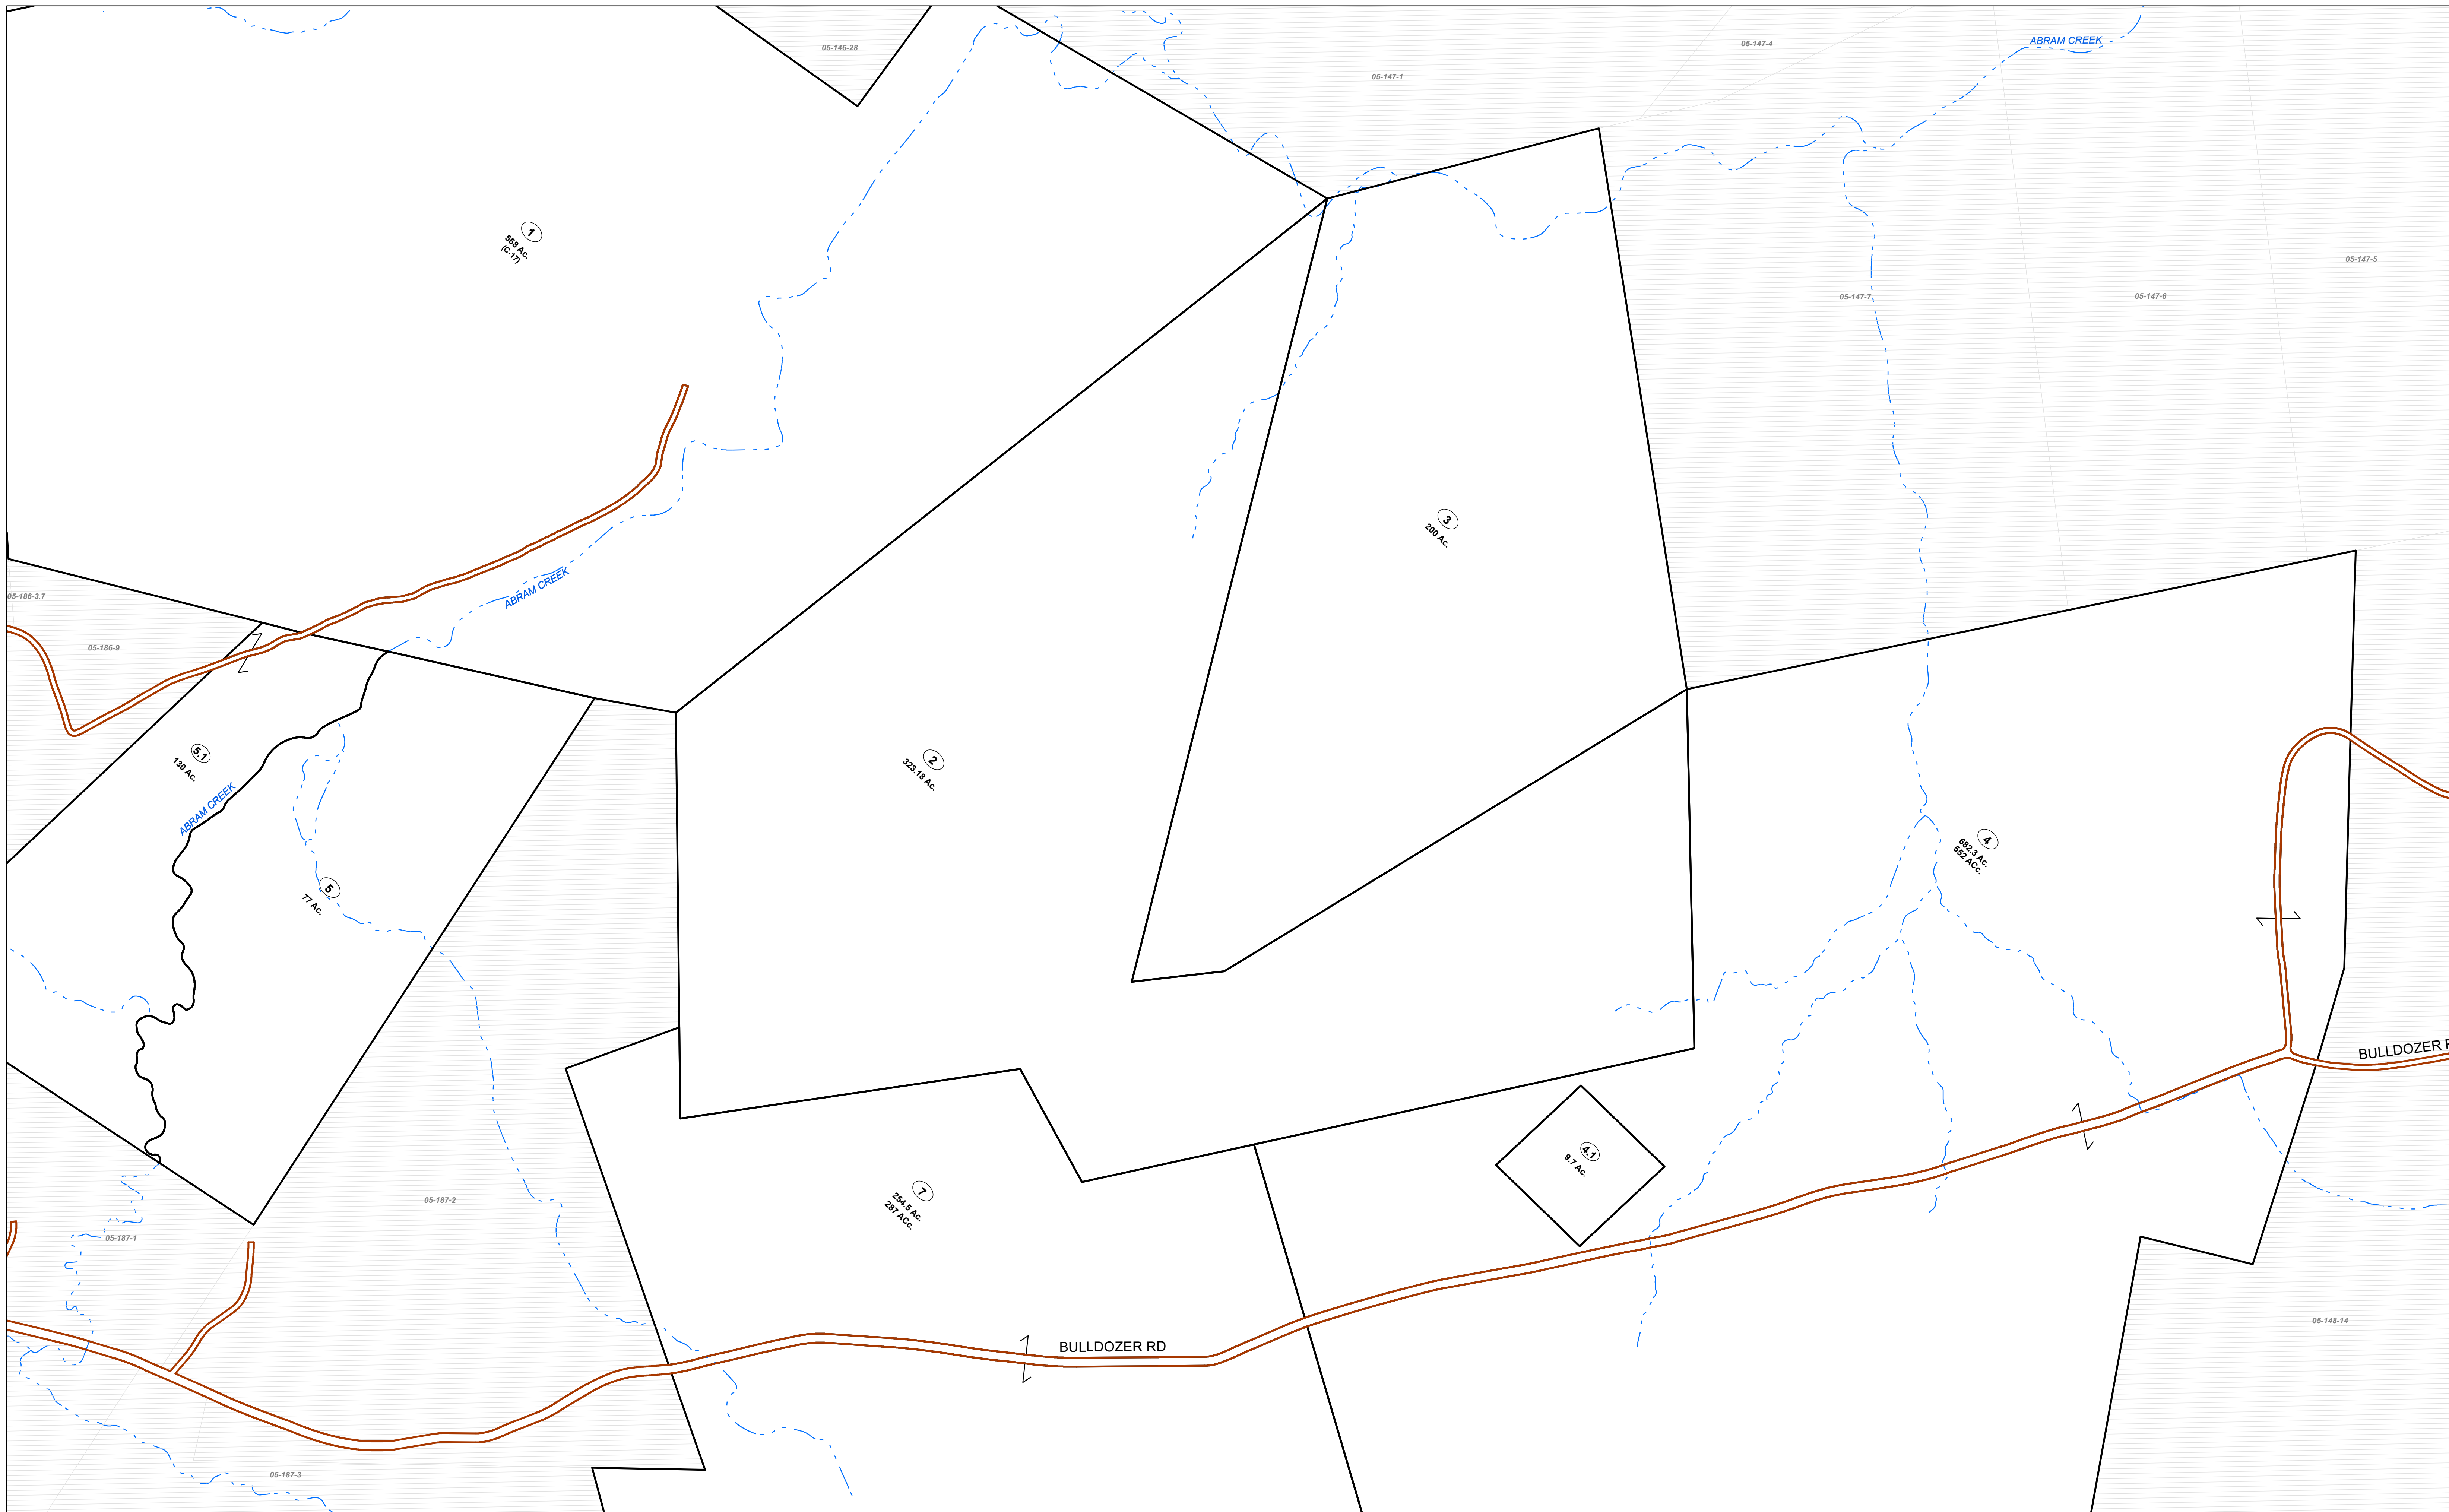 05-146-28
05-147-4
ABRAM CREEK
05-147-1
1
568 Ac.
(C-17)
05-147-5
05-147-7
05-147-6
3
200 Ac.
ABRAM CREEK
05-186-3.7
05-186-9
5.1
130 Ac.
2
323.18 Ac.
ABRAM CREEK
4
682.3 Ac.
552 ACc.
5
77 Ac.
BULLDOZER R
4.1
9.7 Ac.
7
254.5 Ac.
287 ACc.
05-187-2
05-187-1
05-148-14
BULLDOZER RD
05-187-3